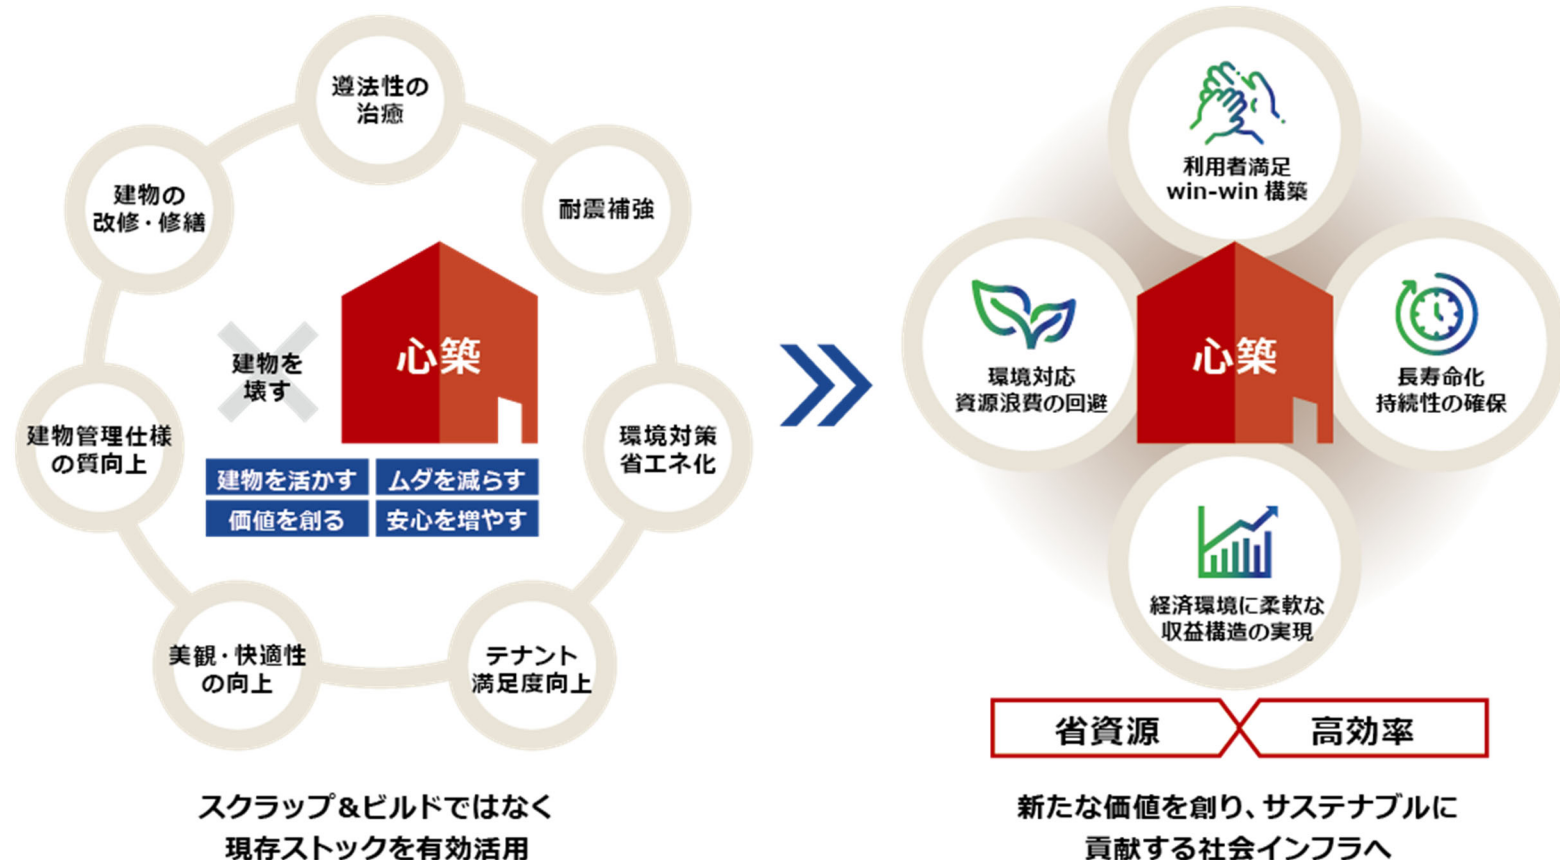 遵法性の
治癒
建物の
改修・修繕
耐震補強
建物を
壊す
心築
建物管理仕様
の質向上
環境対策
省エネ化
建物を活かす
ムダを減らす
価値を創る
安心を増やす
美観・快適性
の向上
テナント
満足度向上
スクラップ&ビルドではなく
現存ストックを有効活用
利用者満足
win-win 構築
環境対応
資源浪費の回避
心築
長寿命化
持続性の確保
経済環境に柔軟な
収益構造の実現
省資源
高効率
新たな価値を創り、サステナブルに
貢献する社会インフラへ